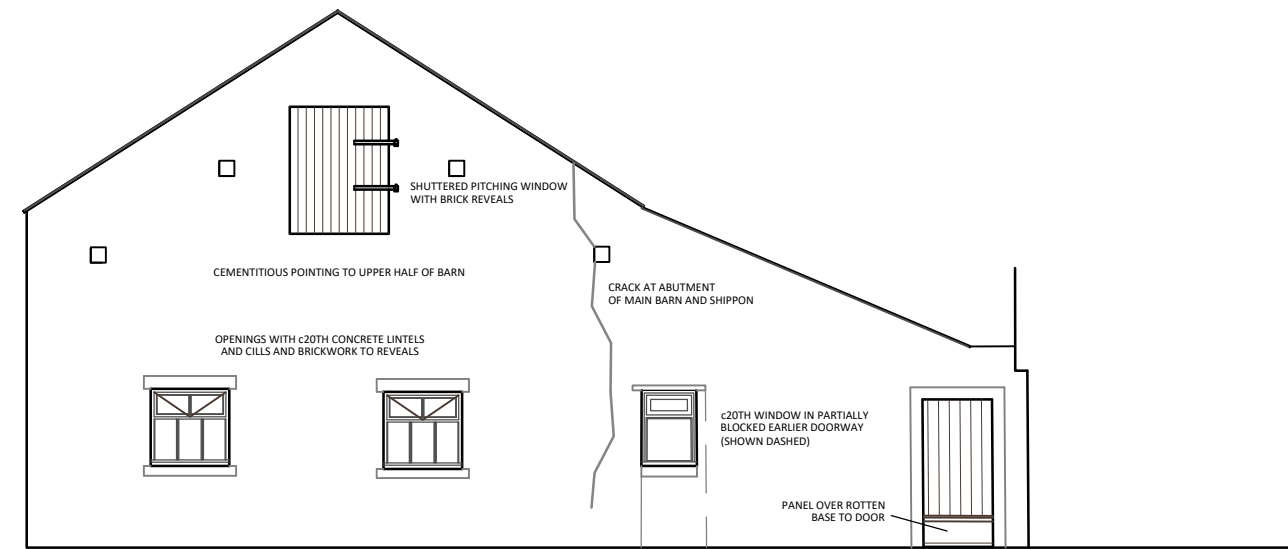 SHUTTERED PITCHING WINDOW
WITH BRICK REVEALS
CEMENTITIOUS POINTING TO UPPER HALF OF BARN
CRACK AT ABUTMENT
OF MAIN BARN AND SHIPPON
OPENINGS WITH c20TH CONCRETE LINTELS
AND CILLS AND BRICKWORK TO REVEALS
c20TH WINDOW IN PARTIALLY
BLOCKED EARLIER DOORWAY
(SHOWN DASHED)
PANEL OVER ROTTEN
BASE TO DOOR